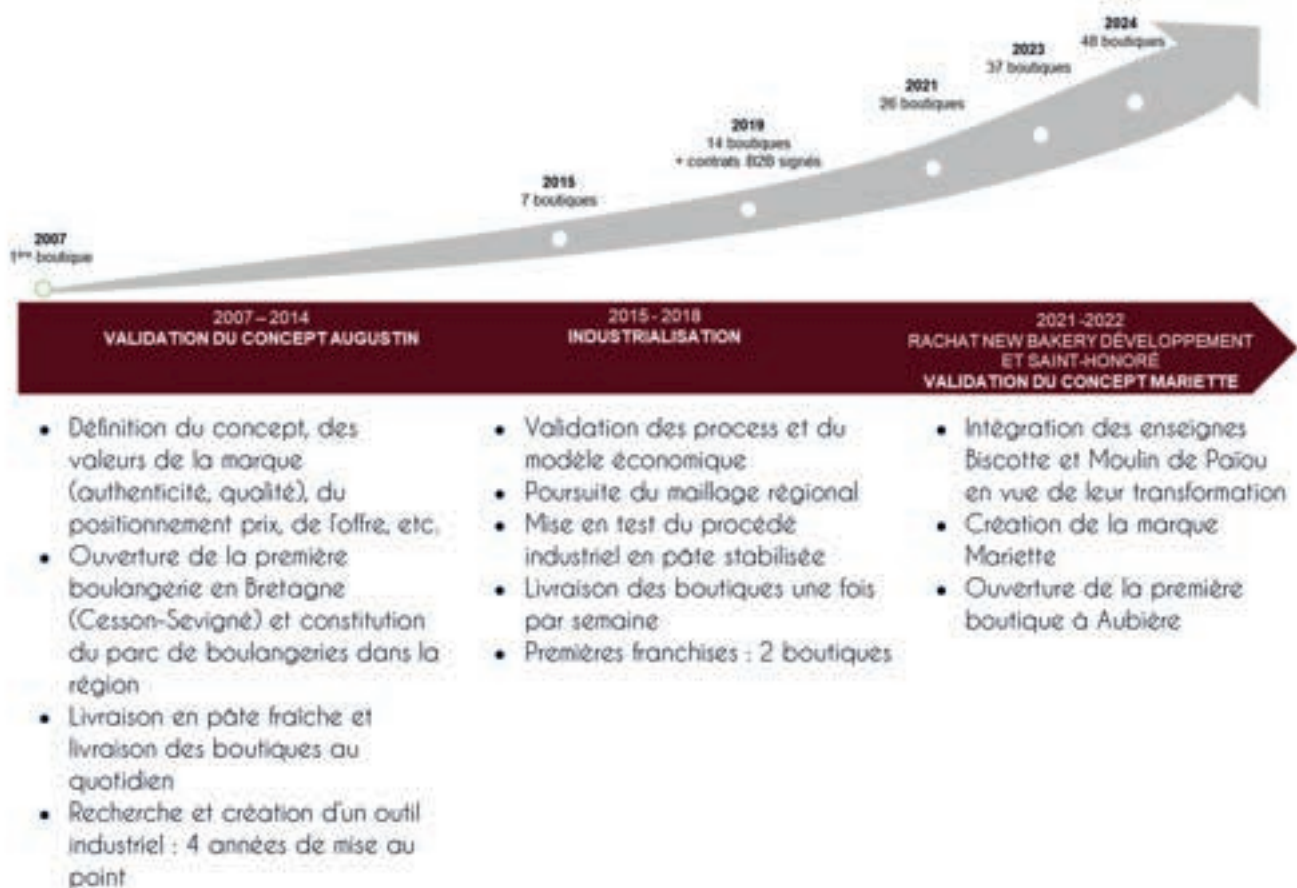 2024
48 boutiques
2023
37 boutiques
2021
26 boutiques
2019
14 boutiques
+ contrats B2B signés
2015
7 boutiques
2007
1ère boutique
2007 – 2014
VALIDATION DU CONCEPT AUGUSTIN
2015 - 2018
INDUSTRIALISATION
2021-2022
RACHAT NEW BAKERY DÉVELOPPEMENT
ET SAINT-HONORÉ
VALIDATION DU CONCEPT MARIETTE
• Définition du concept, des
valeurs de la marque
(authenticité, qualité), du
positionnement prix, de l'offre, etc.
• Ouverture de la première
boulangerie en Bretagne
(Cesson-Sevigné) et constitution
du parc de boulangeries dans la
région
• Livraison en pâte fraîche et
livraison des boutiques au
quotidien
• Recherche et création d'un outil
industriel : 4 années de mise au
point
• Validation des process et du
modèle économique
• Poursuite du maillage régional
• Mise en test du procédé
industriel en pâte stabilisée
• Livraison des boutiques une fois
par semaine
• Premières franchises : 2 boutiques
• Intégration des enseignes
Biscotte et Moulin de Païou
en vue de leur transformation
• Création de la marque
Mariette
• Ouverture de la première
boutique à Aubière